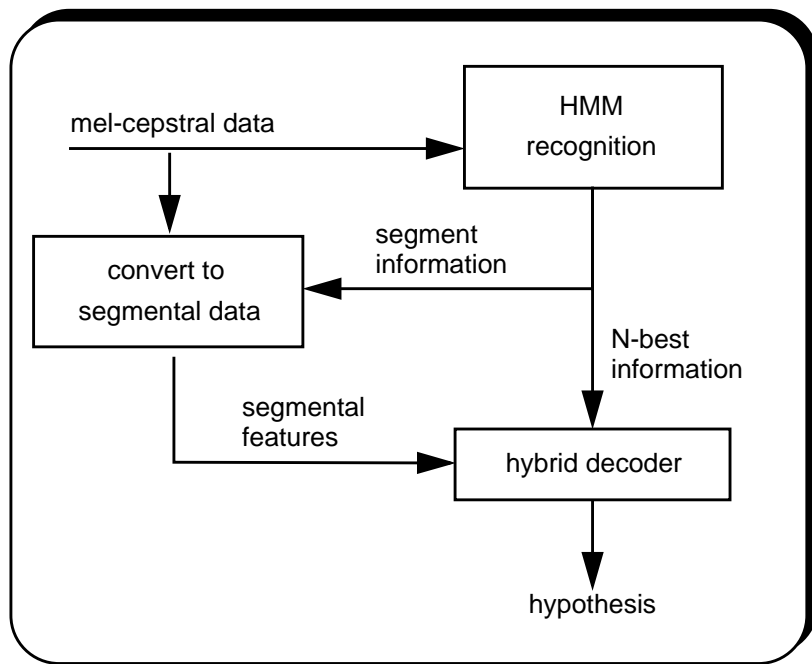 HMM
recognition
mel-cepstral data
segment
information
convert to
segmental data
N-best
information
segmental
features
hybrid decoder
hypothesis